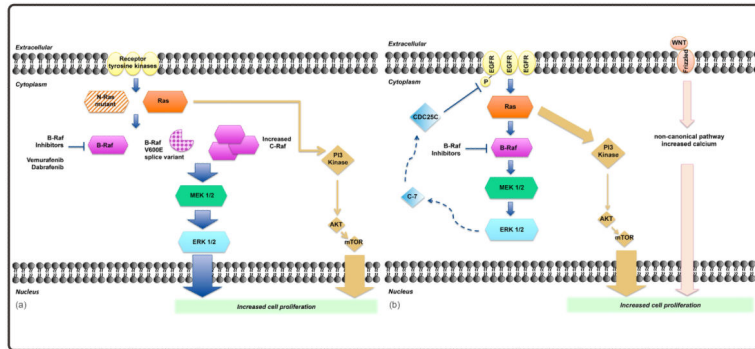 Extracellular
Receptor
tyrosine kinases
Cytoplasm
N-Ras
mutant
Ras
B-Raf
Inhibitors
Vemurafenib
Dabrafenib
B-Raf
B-Raf
V600E
splice variant
Increased
C-Raf
PI3
Kinase
MEK 1/2
AKT
mTOR
ERK 1/2
Nucleus
(a)
Increased cell proliferation
Extracellular
WNT
Frizzled
EGFR
EGFR
EGFR
P
Cytoplasm
CDC25C
Ras
B-Raf
Inhibitors
B-Raf
PI3
Kinase
non-canonical pathway
increased calcium
MEK 1/2
C-7
AKT
mTOR
ERK 1/2
Nucleus
(b)
Increased cell proliferation